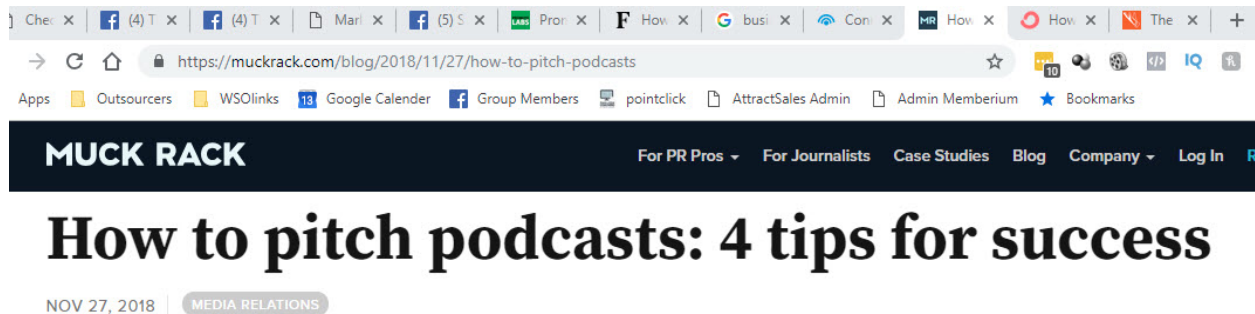 Chec (4) T (4) T Marl (5) S LABS Pron F How G busi Con MR How How The +
https://muckrack.com/blog/2018/11/27/how-to-pitch-podcasts 10 </> IQ
Apps Outsourcers WSOlinks 13 Google Calender Group Members pointclick AttractSales Admin Admin Memberium Bookmarks
MUCK RACK For PR Pros For Journalists Case Studies Blog Company Log In
How to pitch podcasts: 4 tips for success
NOV 27, 2018 MEDIA RELATIONS